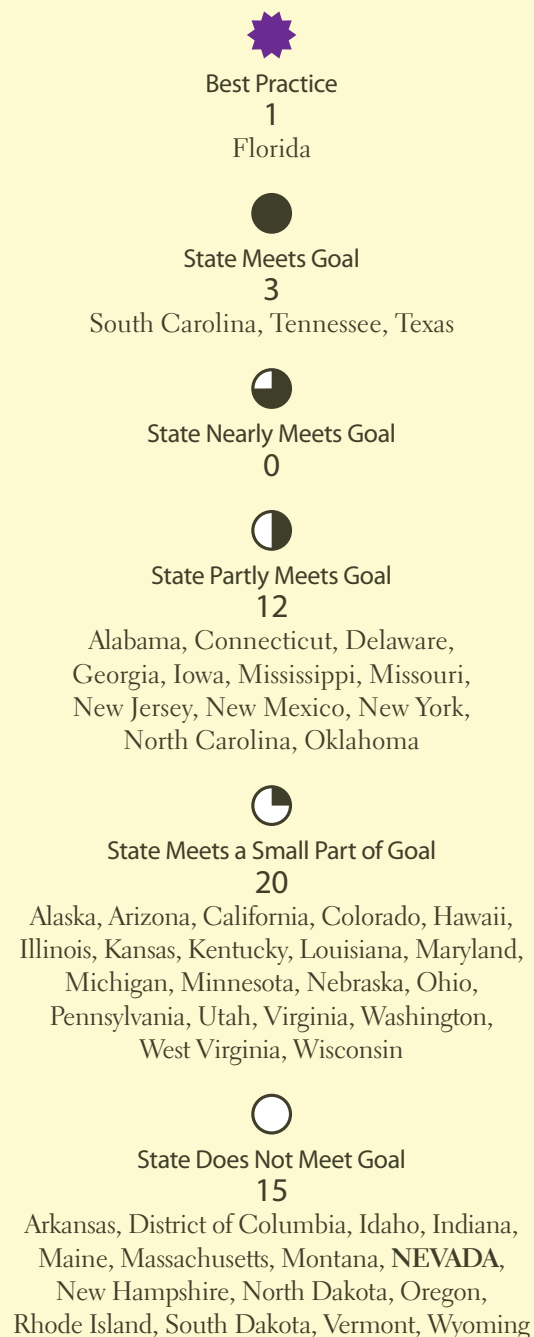 Best Practice
1
Florida
State Meets Goal
3
South Carolina, Tennessee, Texas
State Nearly Meets Goal
0
State Partly Meets Goal
12
Alabama, Connecticut, Delaware,
Georgia, Iowa, Mississippi, Missouri,
New Jersey, New Mexico, New York,
North Carolina, Oklahoma
State Meets a Small Part of Goal
20
Alaska, Arizona, California, Colorado, Hawaii,
Illinois, Kansas, Kentucky, Louisiana, Maryland,
Michigan, Minnesota, Nebraska, Ohio,
Pennsylvania, Utah, Virginia, Washington,
West Virginia, Wisconsin
State Does Not Meet Goal
15
Arkansas, District of Columbia, Idaho, Indiana,
Maine, Massachusetts, Montana, NEVADA,
New Hampshire, North Dakota, Oregon,
Rhode Island, South Dakota, Vermont, Wyoming